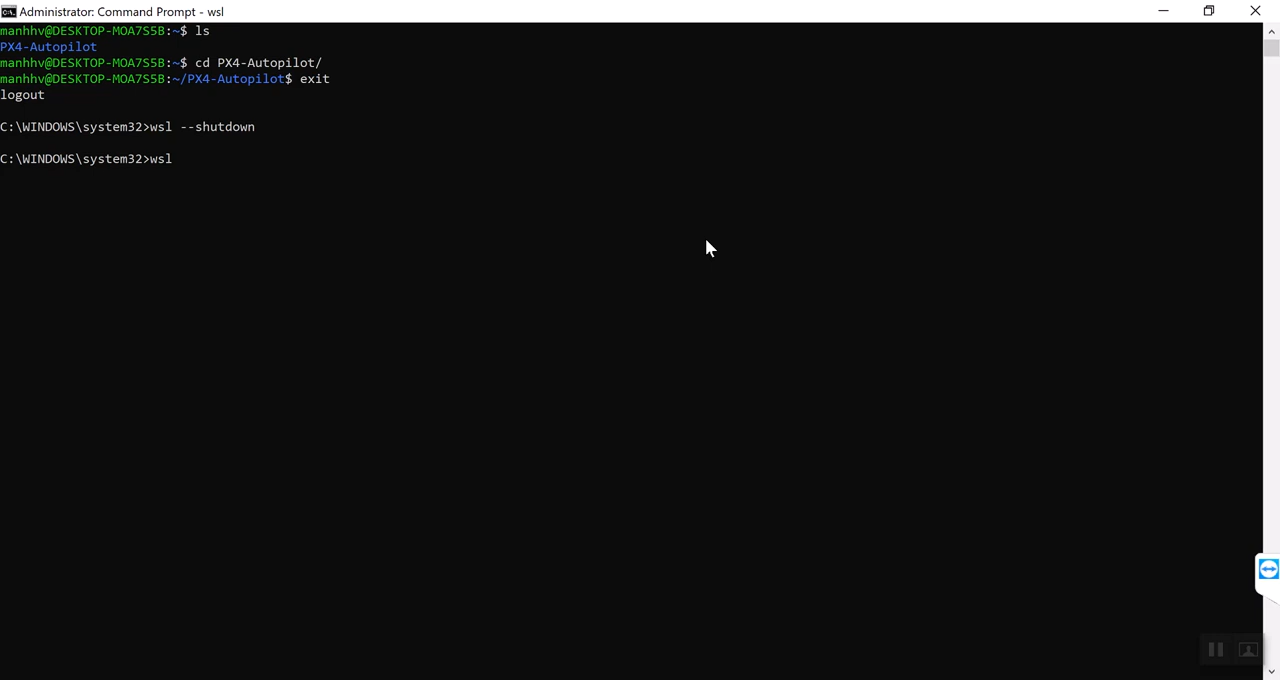 Administrator: Command Prompt - wsl
manhhv@DESKTOP-MOA7S5B:~$ ls
PX4-Autopilot
manhhv@DESKTOP-MOA7S5B:~$ cd PX4-Autopilot/
manhhv@DESKTOP-MOA7S5B:~/PX4-Autopilot$ exit
logout
C:\WINDOWS\system32>wsl --shutdown
C:\WINDOWS\system32>wsl